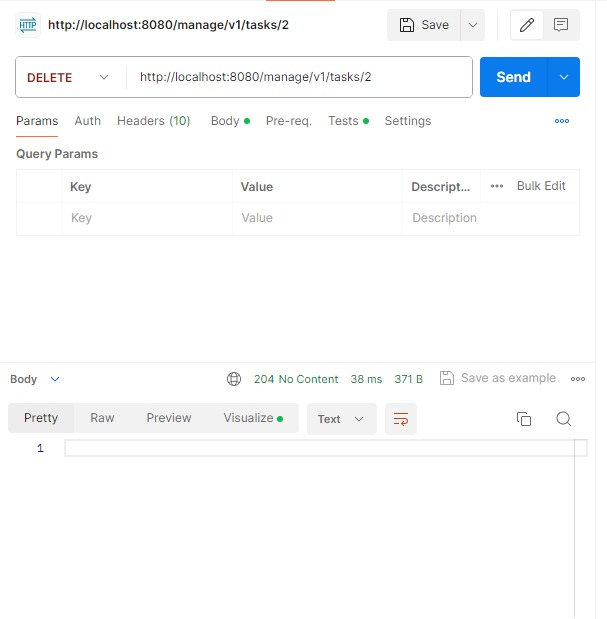 HTTP http://localhost:8080/manage/v1/tasks/2 Save
DELETE http://localhost:8080/manage/v1/tasks/2 Send
Params Auth Headers (10) Body Pre-req. Tests Settings
Query Params
Key Value Descript... Bulk Edit
Key Value Description
Body 204 No Content 38 ms 371 B Save as example
Pretty Raw Preview Visualize Text
1